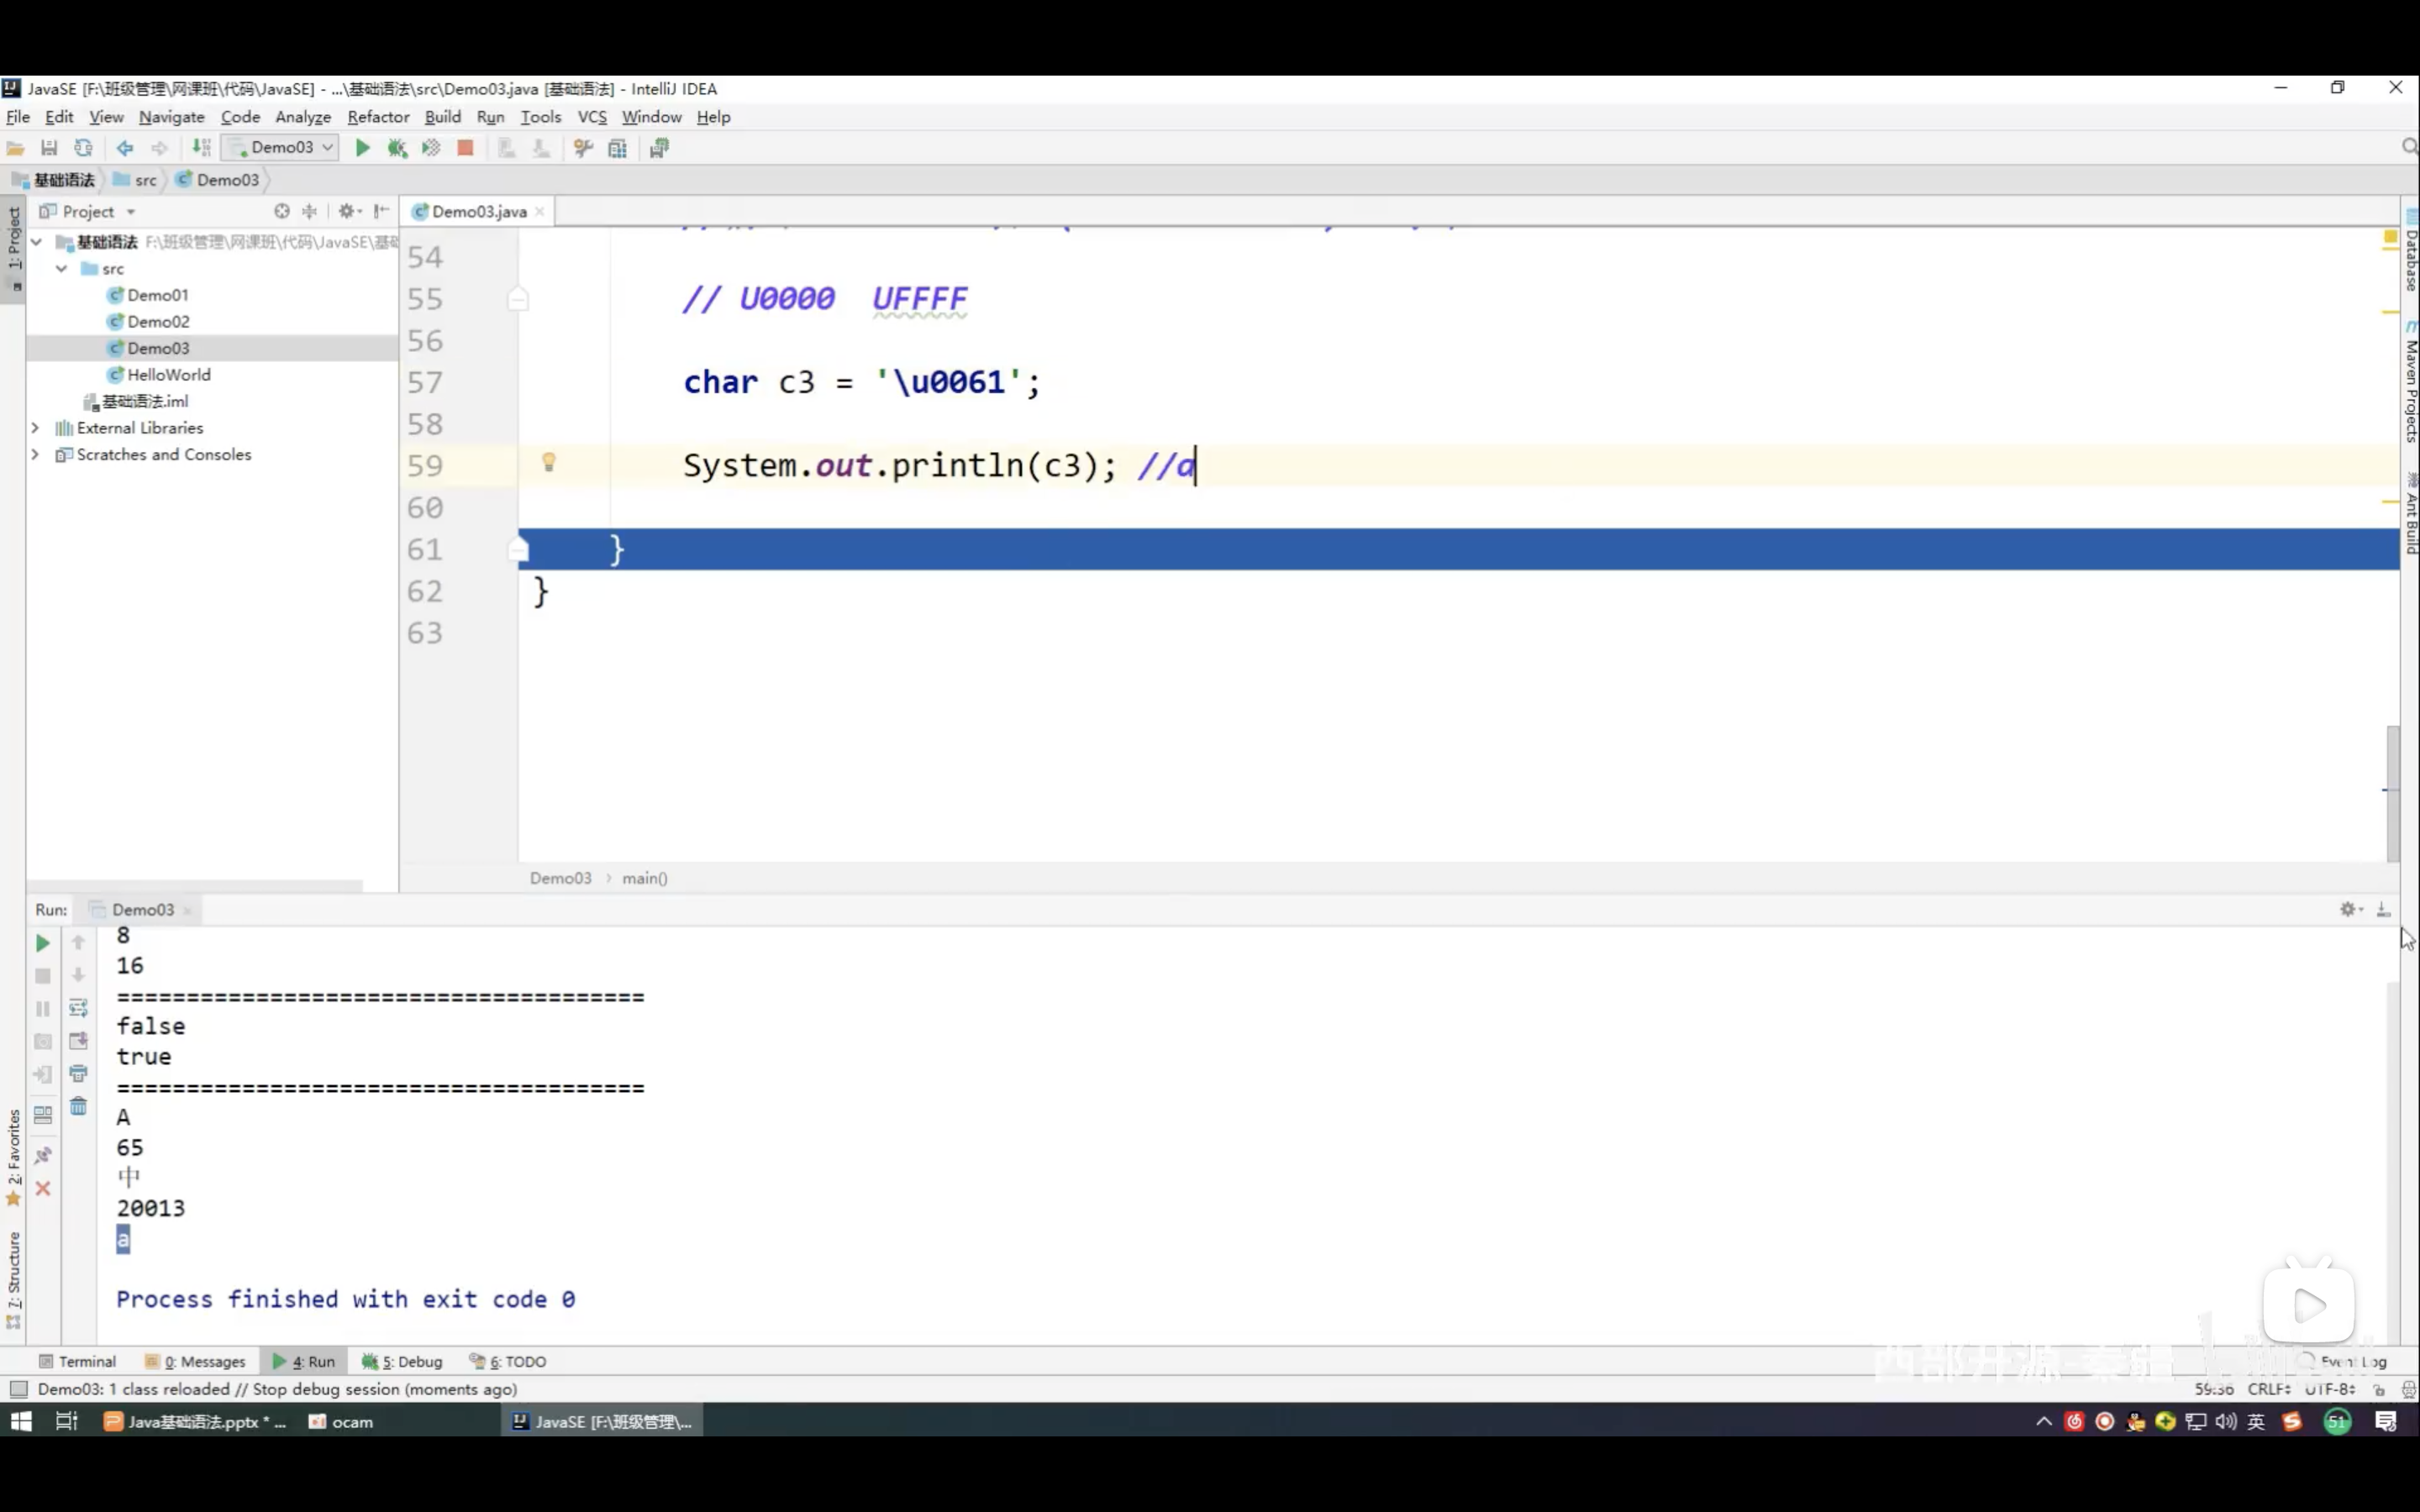 JavaSE [F:\班级管理\网课班\代码\JavaSE] - ...\基础语法\src\Demo03.java [基础语法] - IntelliJ IDEA
File Edit View Navigate Code Analyze Refactor Build Run Tools VCS Window Help
Demo03
基础语法 src Demo03
1: Project
Project
Demo03.java
基础语法 F:\班级管理\网课班\代码\JavaSE\基础
src
Demo01
Demo02
Demo03
HelloWorld
基础语法.iml
External Libraries
Scratches and Consoles
54
55 // U0000 UFFFF
56
57 char c3 = '\u0061';
58
59 System.out.println(c3); //a
60
61 }
62 }
63
Demo03 › main()
Database
Maven Projects
Ant Build
Run: Demo03
8
16
======================================
false
true
======================================
A
65
中
20013
a
Process finished with exit code 0
2: Favorites
7: Structure
Terminal 0: Messages 4: Run 5: Debug 6: TODO
Event Log
西部开源-秦疆
Demo03: 1 class reloaded // Stop debug session (moments ago)
59:36 CRLF UTF-8
Java基础语法.pptx * ... ocam JavaSE [F:\班级管理\... 英 51